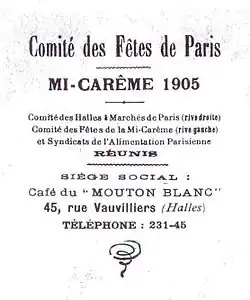 Comité des Fêtes de Paris
MI-CARÊME 1905
Comité des Halles & Marchés de Paris (rive droite)
Comité des Fêtes de la Mi-Carême (rive gauche)
et Syndicats de l'Alimentation Parisienne
RÉUNIS
SIÈGE SOCIAL :
Café du "MOUTON BLANC"
45, rue Vauvilliers (Halles)
TÉLÉPHONE : 231-45